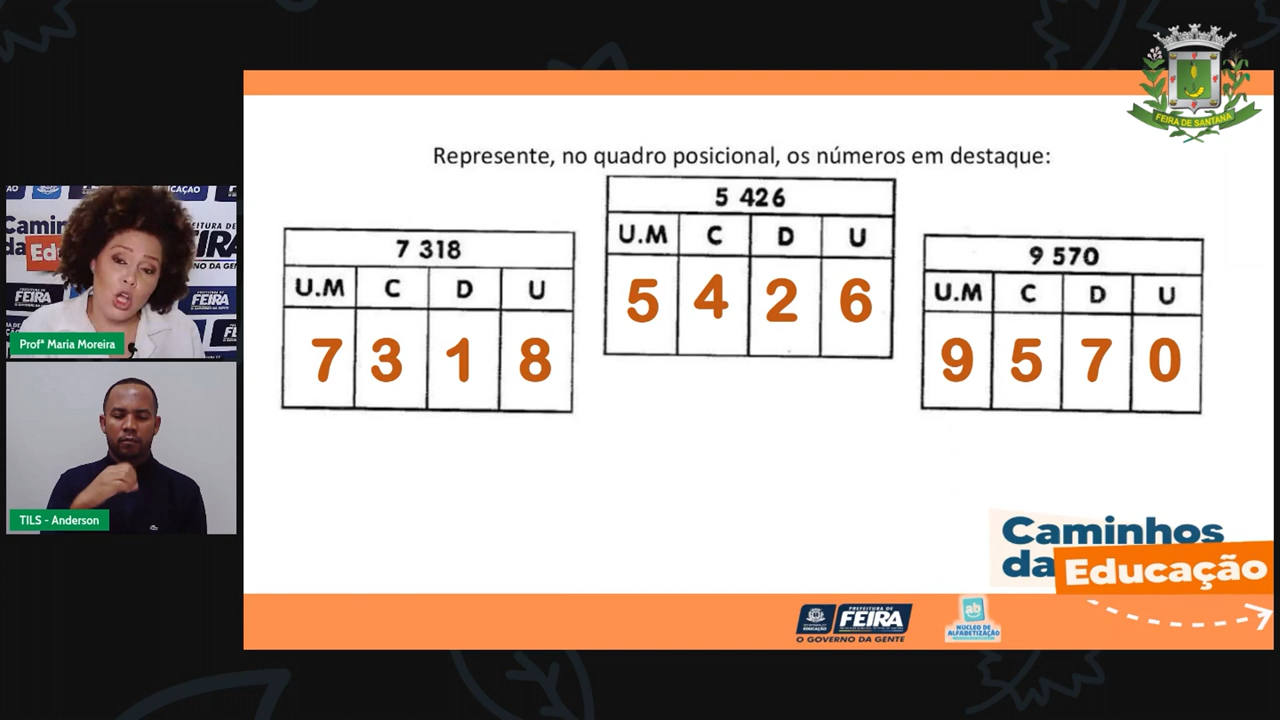 FEIRA DE SANTANA
Represente, no quadro posicional, os números em destaque:
7 318
U.M C D U
7 3 1 8
5 426
U.M C D U
5 4 2 6
9 570
U.M C D U
9 5 7 0
Profª Maria Moreira
TILS - Anderson
Caminhos
da Educação
PREFEITURA DE
FEIRA
EDUCAÇÃO
O GOVERNO DA GENTE
ab
NÚCLEO DE
ALFABETIZAÇÃO